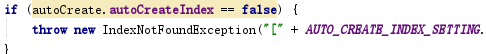 if (autoCreate.autoCreateIndex == false) {
throw new IndexNotFoundException("[" + AUTO_CREATE_INDEX_SETTING.
}